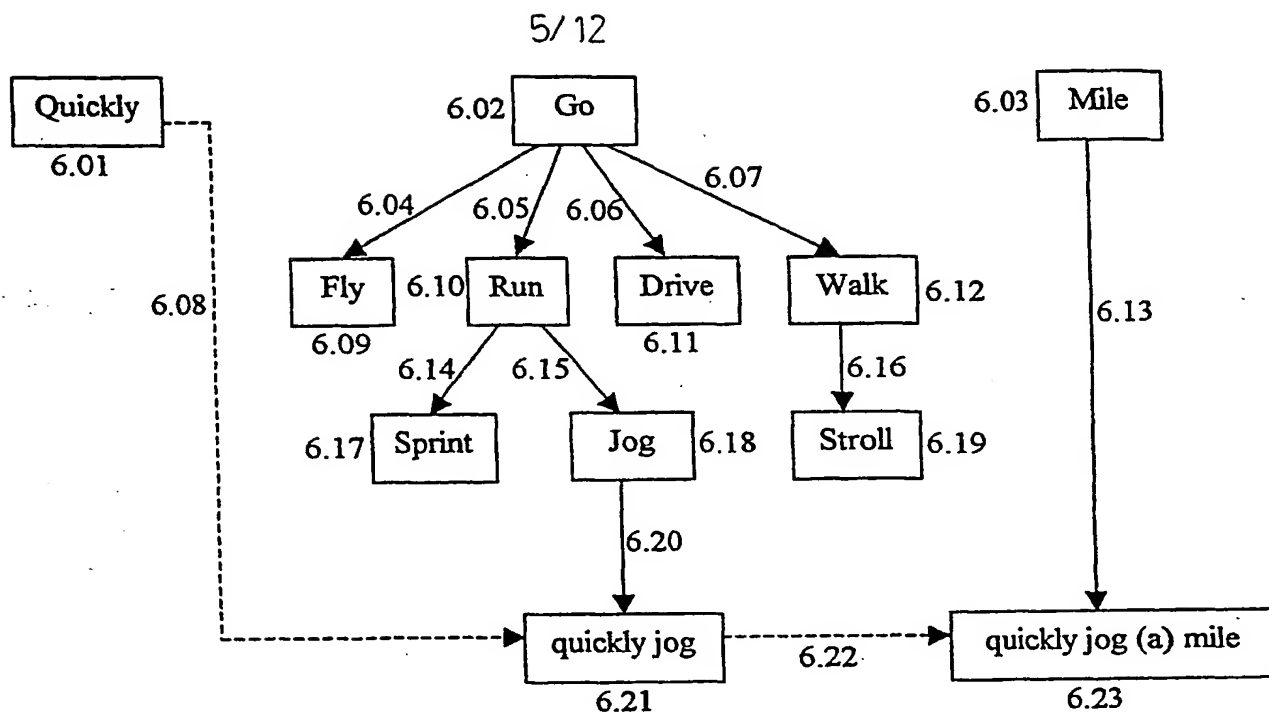 5/12
Quickly
6.01
6.02
Go
6.03
Mile
6.04
6.05
6.06
6.07
6.08
Fly
6.09
6.10
Run
Drive
6.11
Walk
6.12
6.13
6.14
6.15
6.16
6.17
Sprint
Jog
6.18
Stroll
6.19
6.20
quickly jog
6.21
6.22
quickly jog (a) mile
6.23